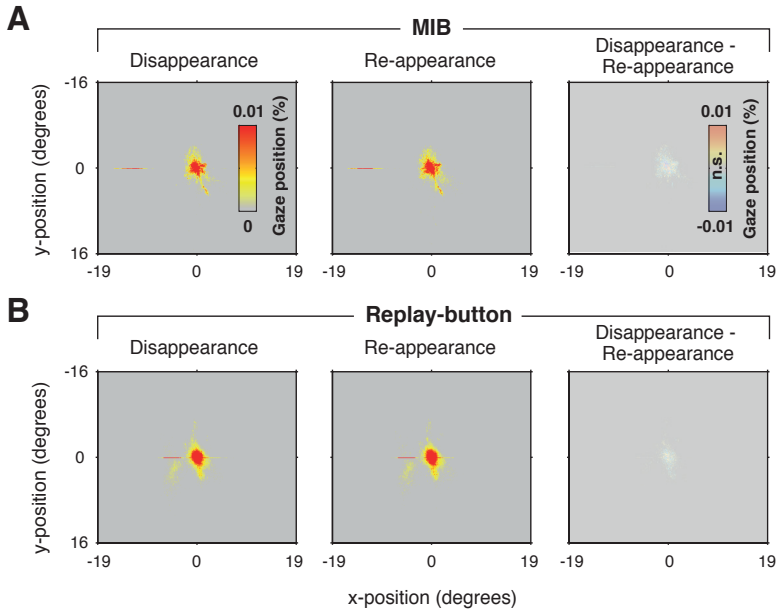 A
MIB
Disappearance
Re-appearance
Disappearance -
Re-appearance
y-position (degrees)
-16
0
16
0.01
0
Gaze position (%)
0.01
n.s.
-0.01
Gaze position (%)
-19
0
19
-19
0
19
-19
0
19
B
Replay-button
Disappearance
Re-appearance
Disappearance -
Re-appearance
y-position (degrees)
-16
0
16
-19
0
19
-19
0
19
-19
0
19
x-position (degrees)